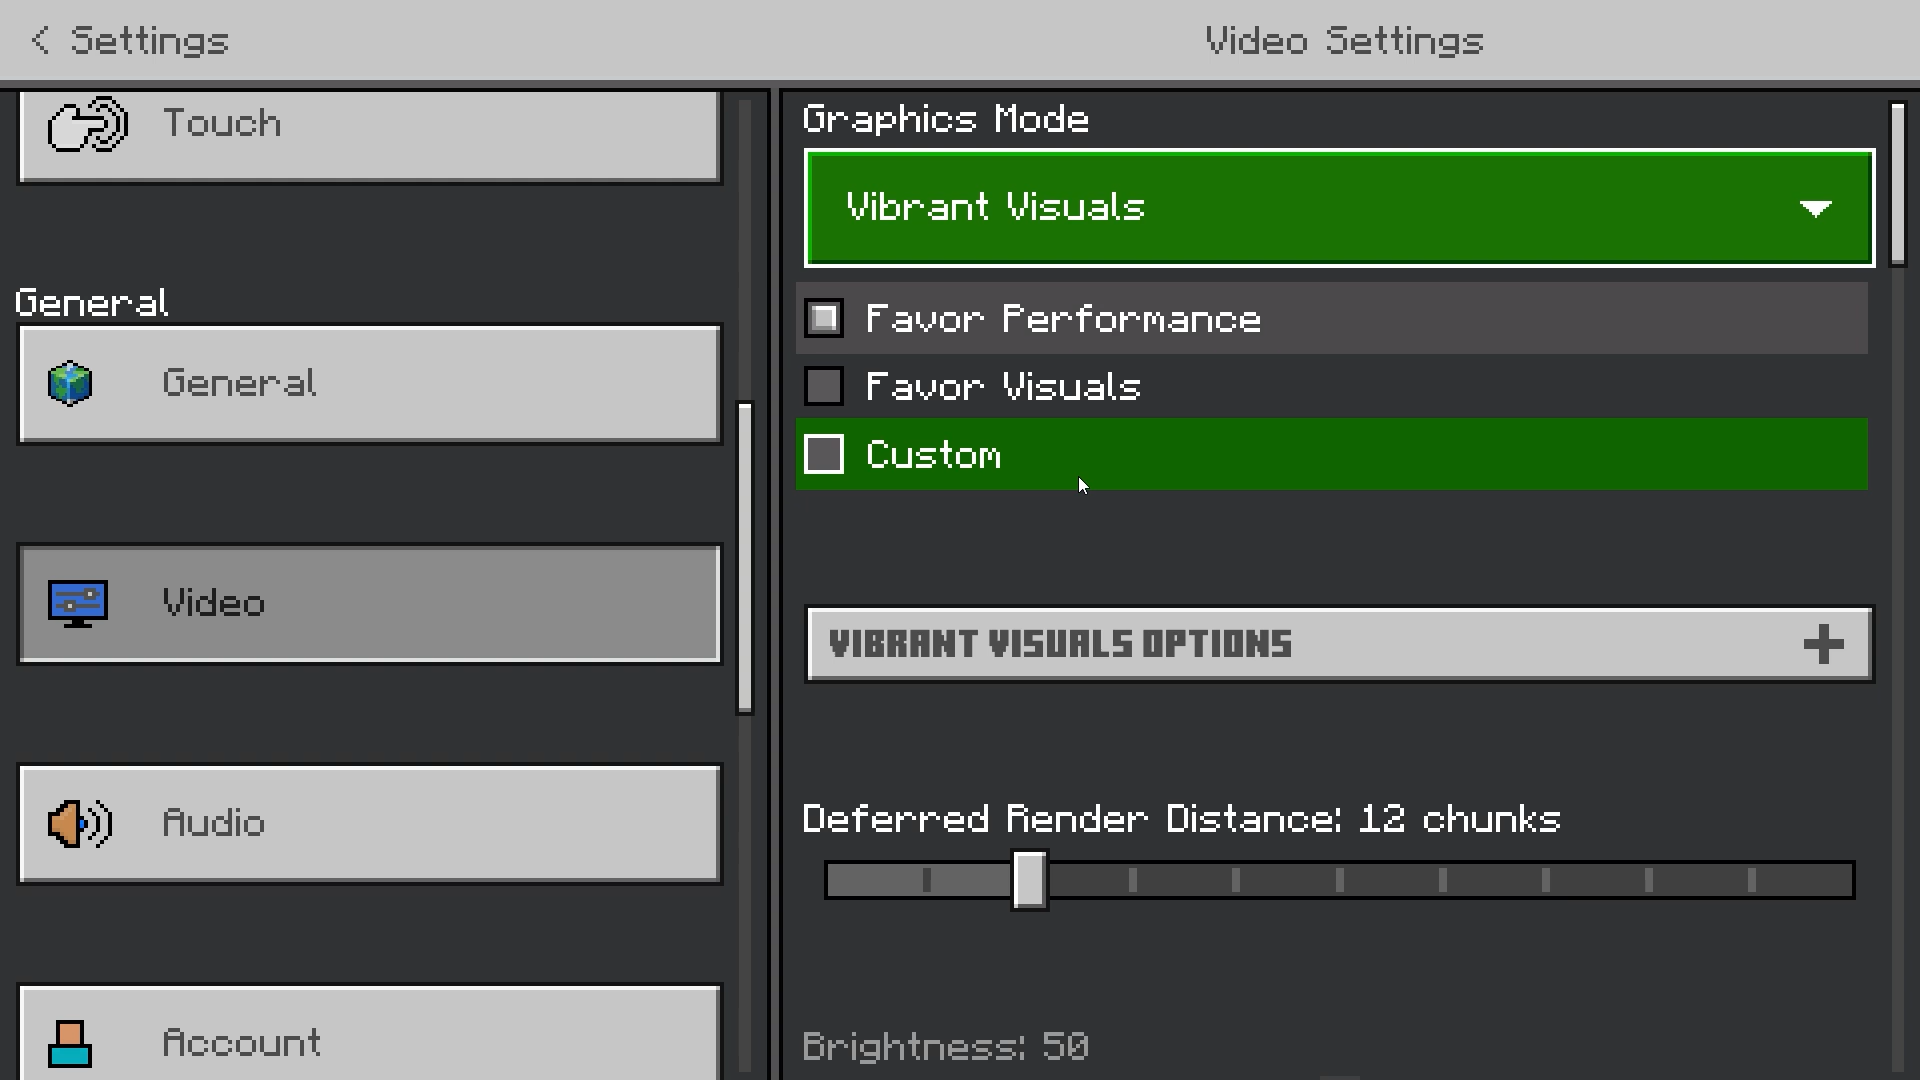 < Settings
Video Settings
Touch
General
General
Video
Audio
Account
Graphics Mode
Vibrant Visuals
Favor Performance
Favor Visuals
Custom
VIBRANT VISUALS OPTIONS
Deferred Render Distance: 12 chunks
Brightness: 50